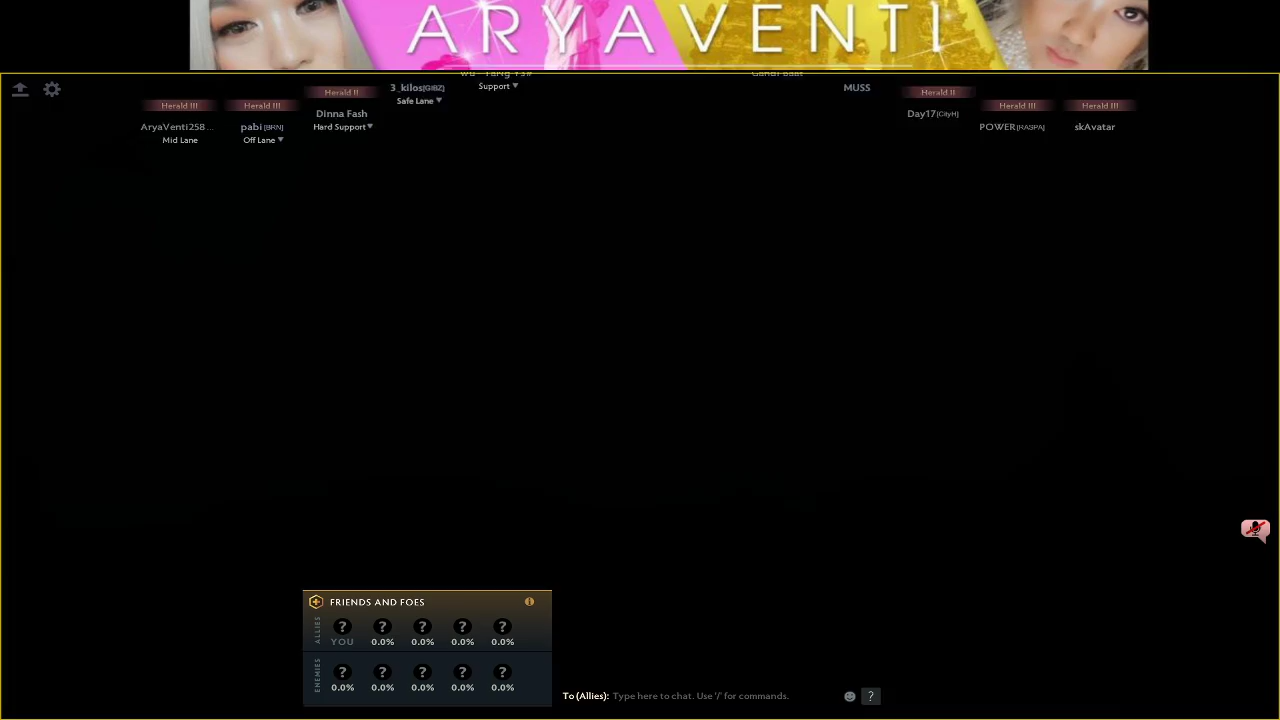 ARYAVENTI
3_kilos[GIBZ]
Support
MUSS
Herald II
Herald II
Safe Lane
Herald III
Herald III
Herald III
Herald III
Dinna Fash
Day17[CityH]
AryaVenti258...
pabi[BRN]
Hard Support
POWER[RASPA]
skAvatar
Mid Lane
Off Lane
FRIENDS AND FOES
ALLIES
? ? ? ? ?
YOU 0.0% 0.0% 0.0% 0.0%
ENEMIES
? ? ? ? ?
0.0% 0.0% 0.0% 0.0% 0.0%
To (Allies): Type here to chat. Use '/' for commands.
?